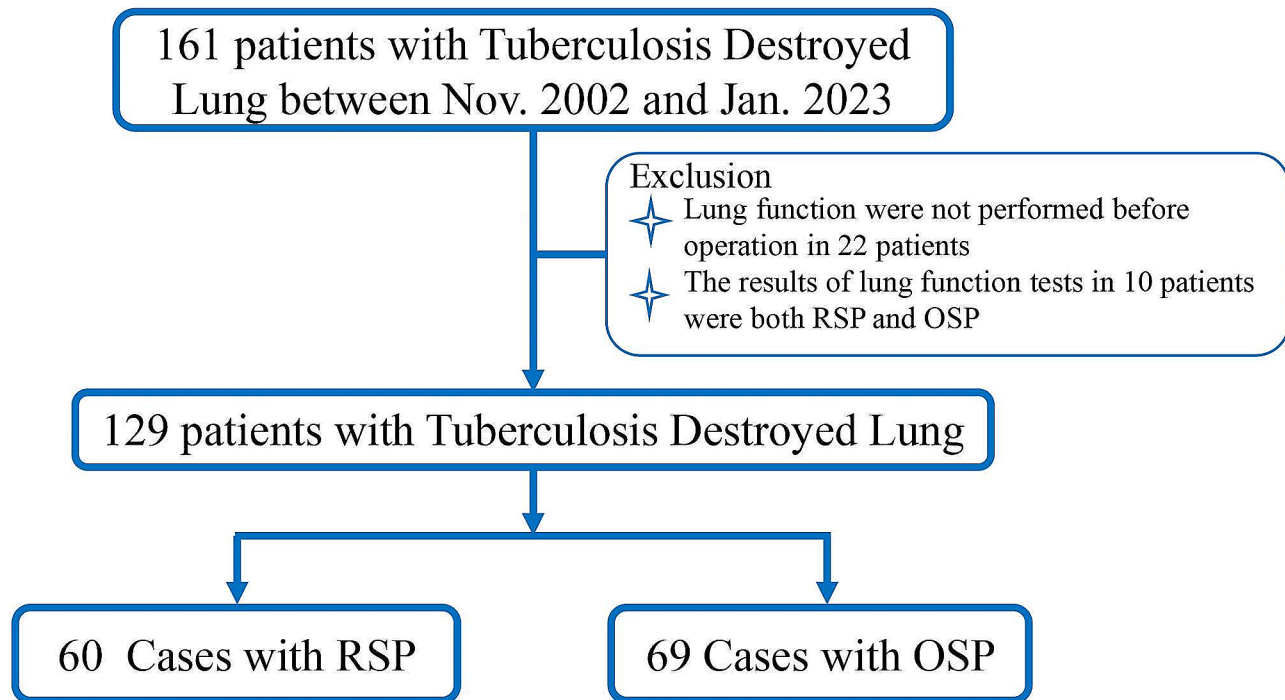 161 patients with Tuberculosis Destroyed
Lung between Nov. 2002 and Jan. 2023
Exclusion
Lung function were not performed before
operation in 22 patients
The results of lung function tests in 10 patients
were both RSP and OSP
129 patients with Tuberculosis Destroyed Lung
60 Cases with RSP
69 Cases with OSP